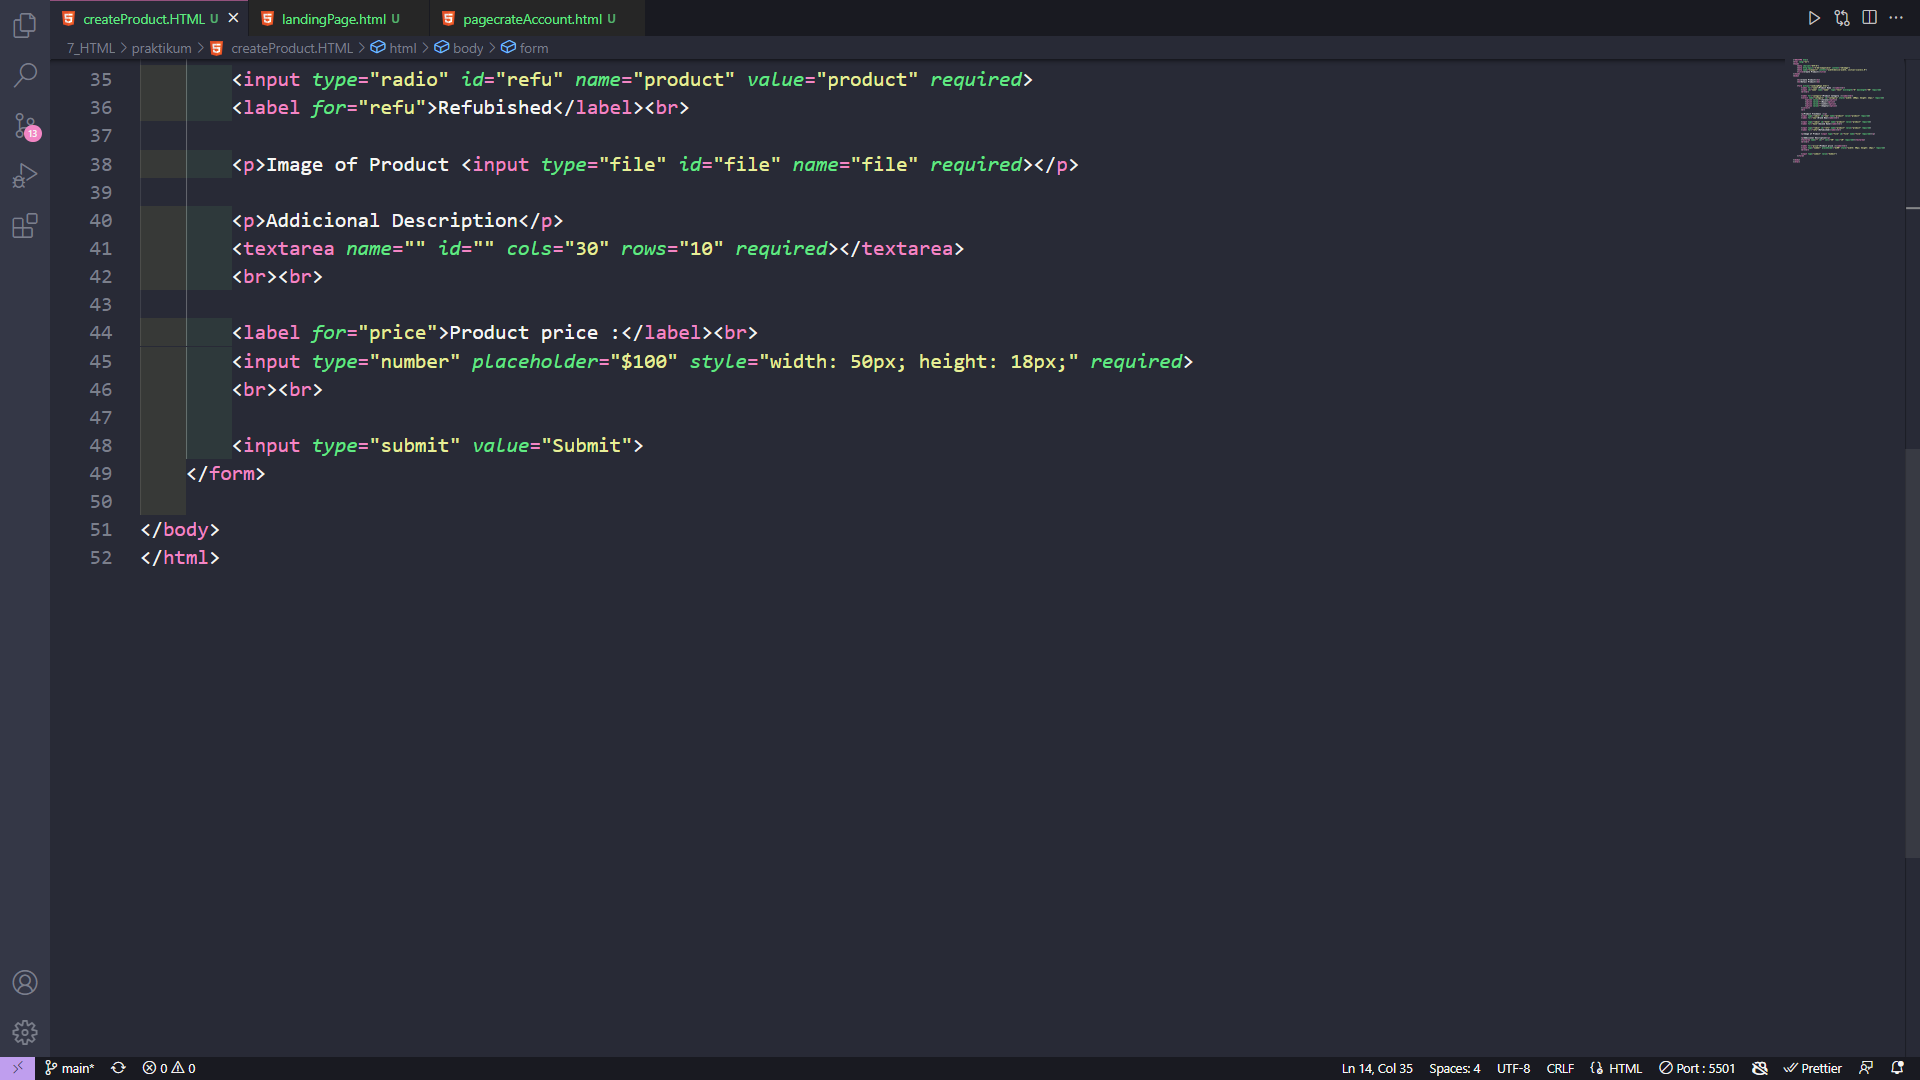 createProduct.HTML U
landingPage.html U
pagecrateAccount.html U
7_HTML > praktikum > createProduct.HTML > html > body > form
35 <input type="radio" id="refu" name="product" value="product" required>
36 <label for="refu">Refubished</label><br>
37
38 <p>Image of Product <input type="file" id="file" name="file" required></p>
39
40 <p>Addicional Description</p>
41 <textarea name="" id="" cols="30" rows="10" required></textarea>
42 <br><br>
43
44 <label for="price">Product price :</label><br>
45 <input type="number" placeholder="$100" style="width: 50px; height: 18px;" required>
46 <br><br>
47
48 <input type="submit" value="Submit">
49 </form>
50
51 </body>
52 </html>
13
main* 0 0 Ln 14, Col 35 Spaces: 4 UTF-8 CRLF HTML Port : 5501 Prettier